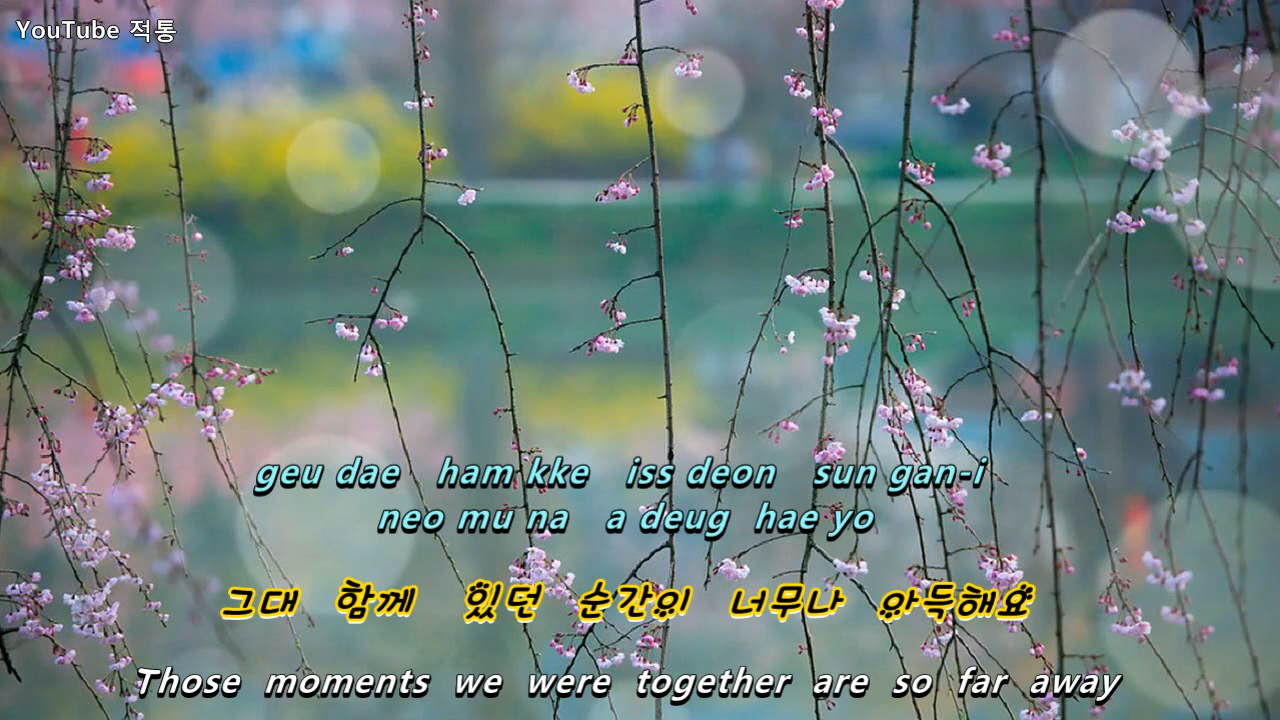 YouTube 적통
geu dae ham kke iss deon sun gan-i
neo mu na a deug hae yo
그대 함께 있던 순간이 너무나 아득해요
Those moments we were together are so far away